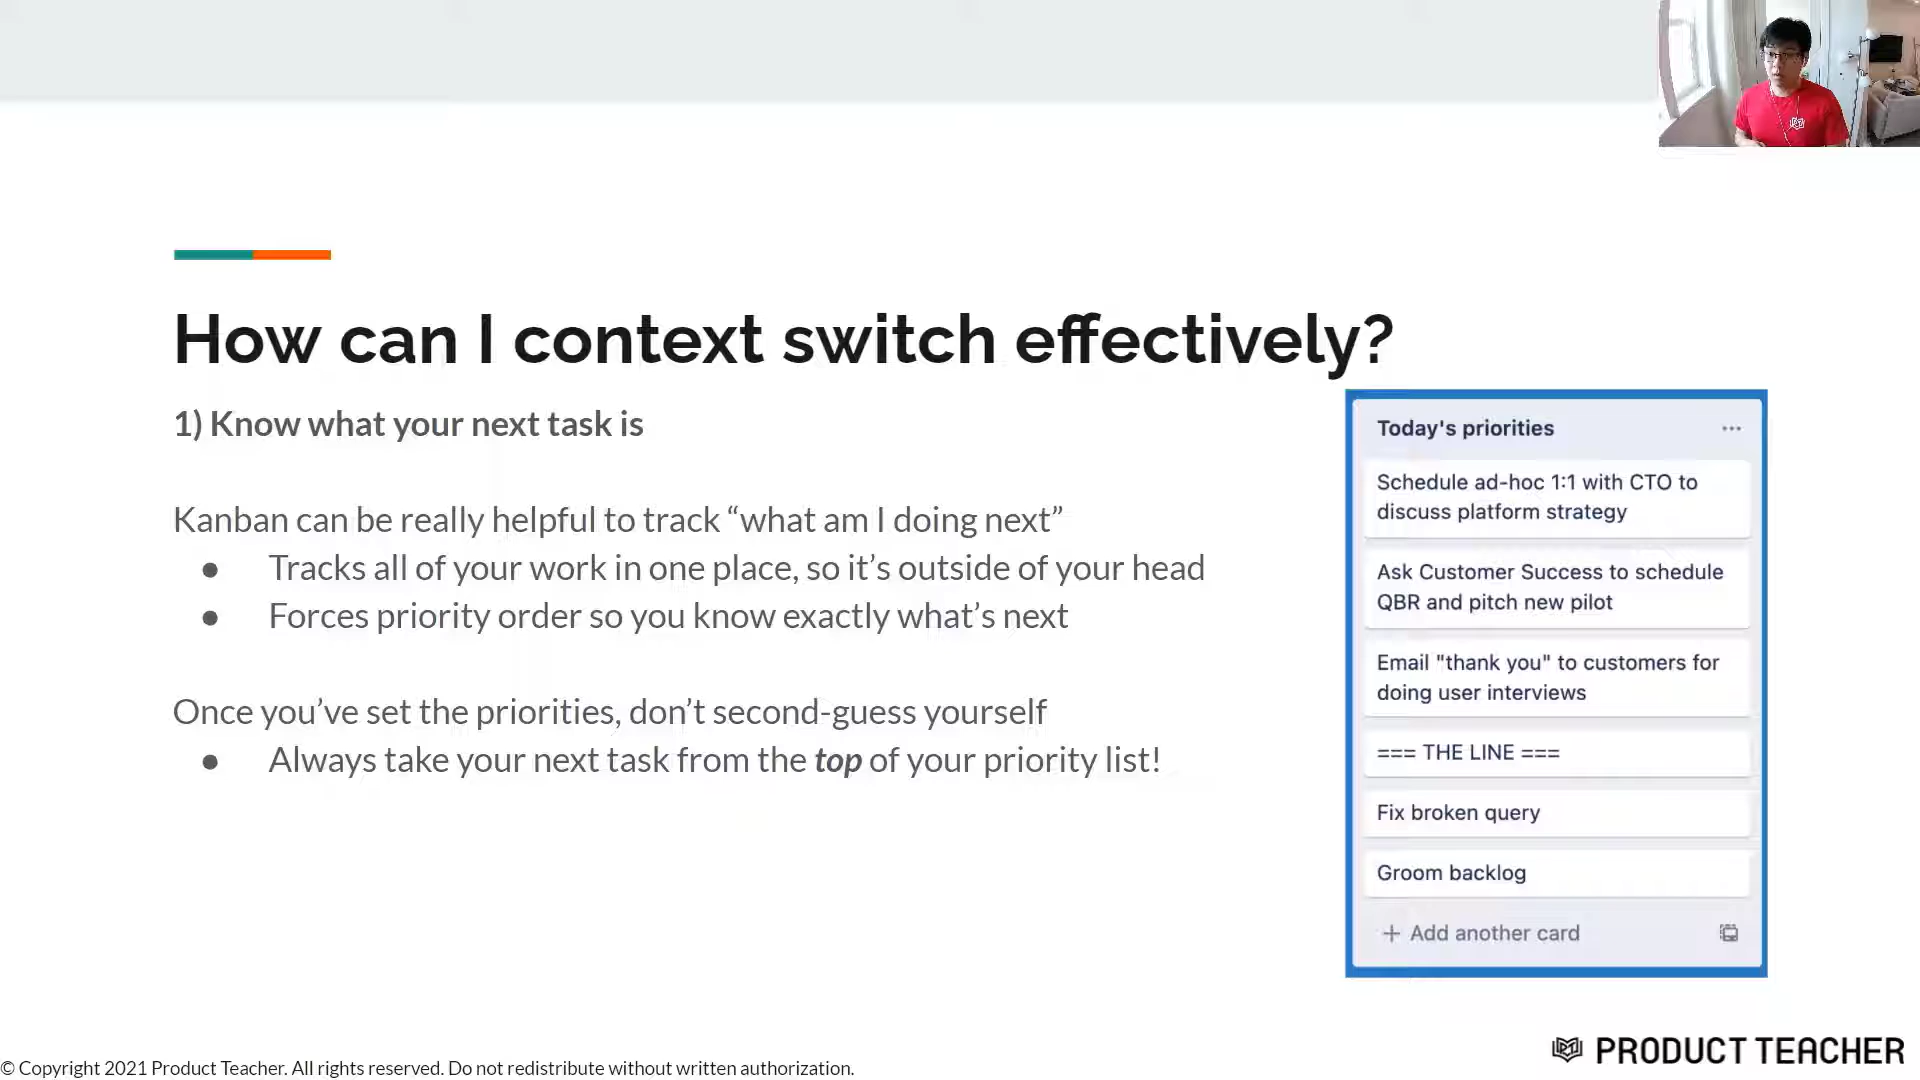 How can I context switch effectively?
1) Know what your next task is
Kanban can be really helpful to track “what am I doing next”
● Tracks all of your work in one place, so it’s outside of your head
● Forces priority order so you know exactly what’s next
Once you’ve set the priorities, don’t second-guess yourself
● Always take your next task from the top of your priority list!
Today's priorities
Schedule ad-hoc 1:1 with CTO to
discuss platform strategy
Ask Customer Success to schedule
QBR and pitch new pilot
Email "thank you" to customers for
doing user interviews
=== THE LINE ===
Fix broken query
Groom backlog
+ Add another card
PRODUCT TEACHER
© Copyright 2021 Product Teacher. All rights reserved. Do not redistribute without written authorization.